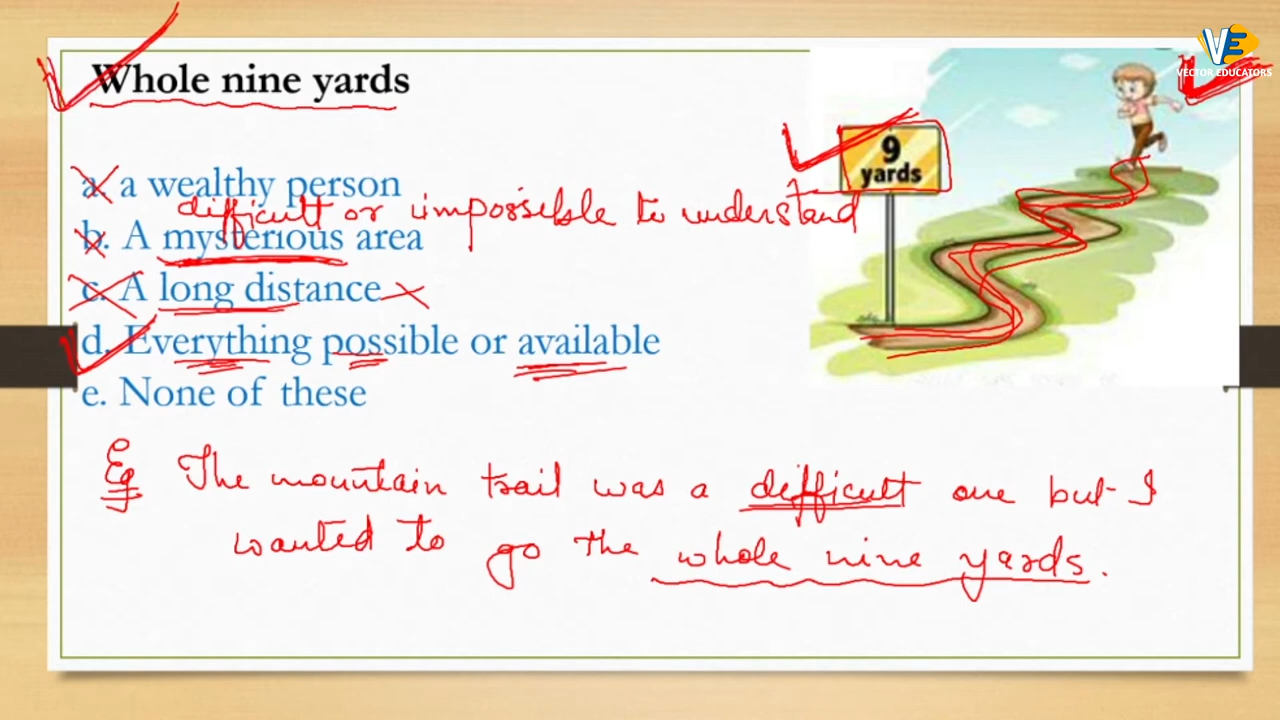 Whole nine yards
a. a wealthy person
difficult or impossible to understand
b. A mysterious area
c. A long distance
d. Everything possible or available
e. None of these
Eg The mountain trail was a difficult one but I
wanted to go the whole nine yards.
9
yards
VE
VECTOR EDUCATORS